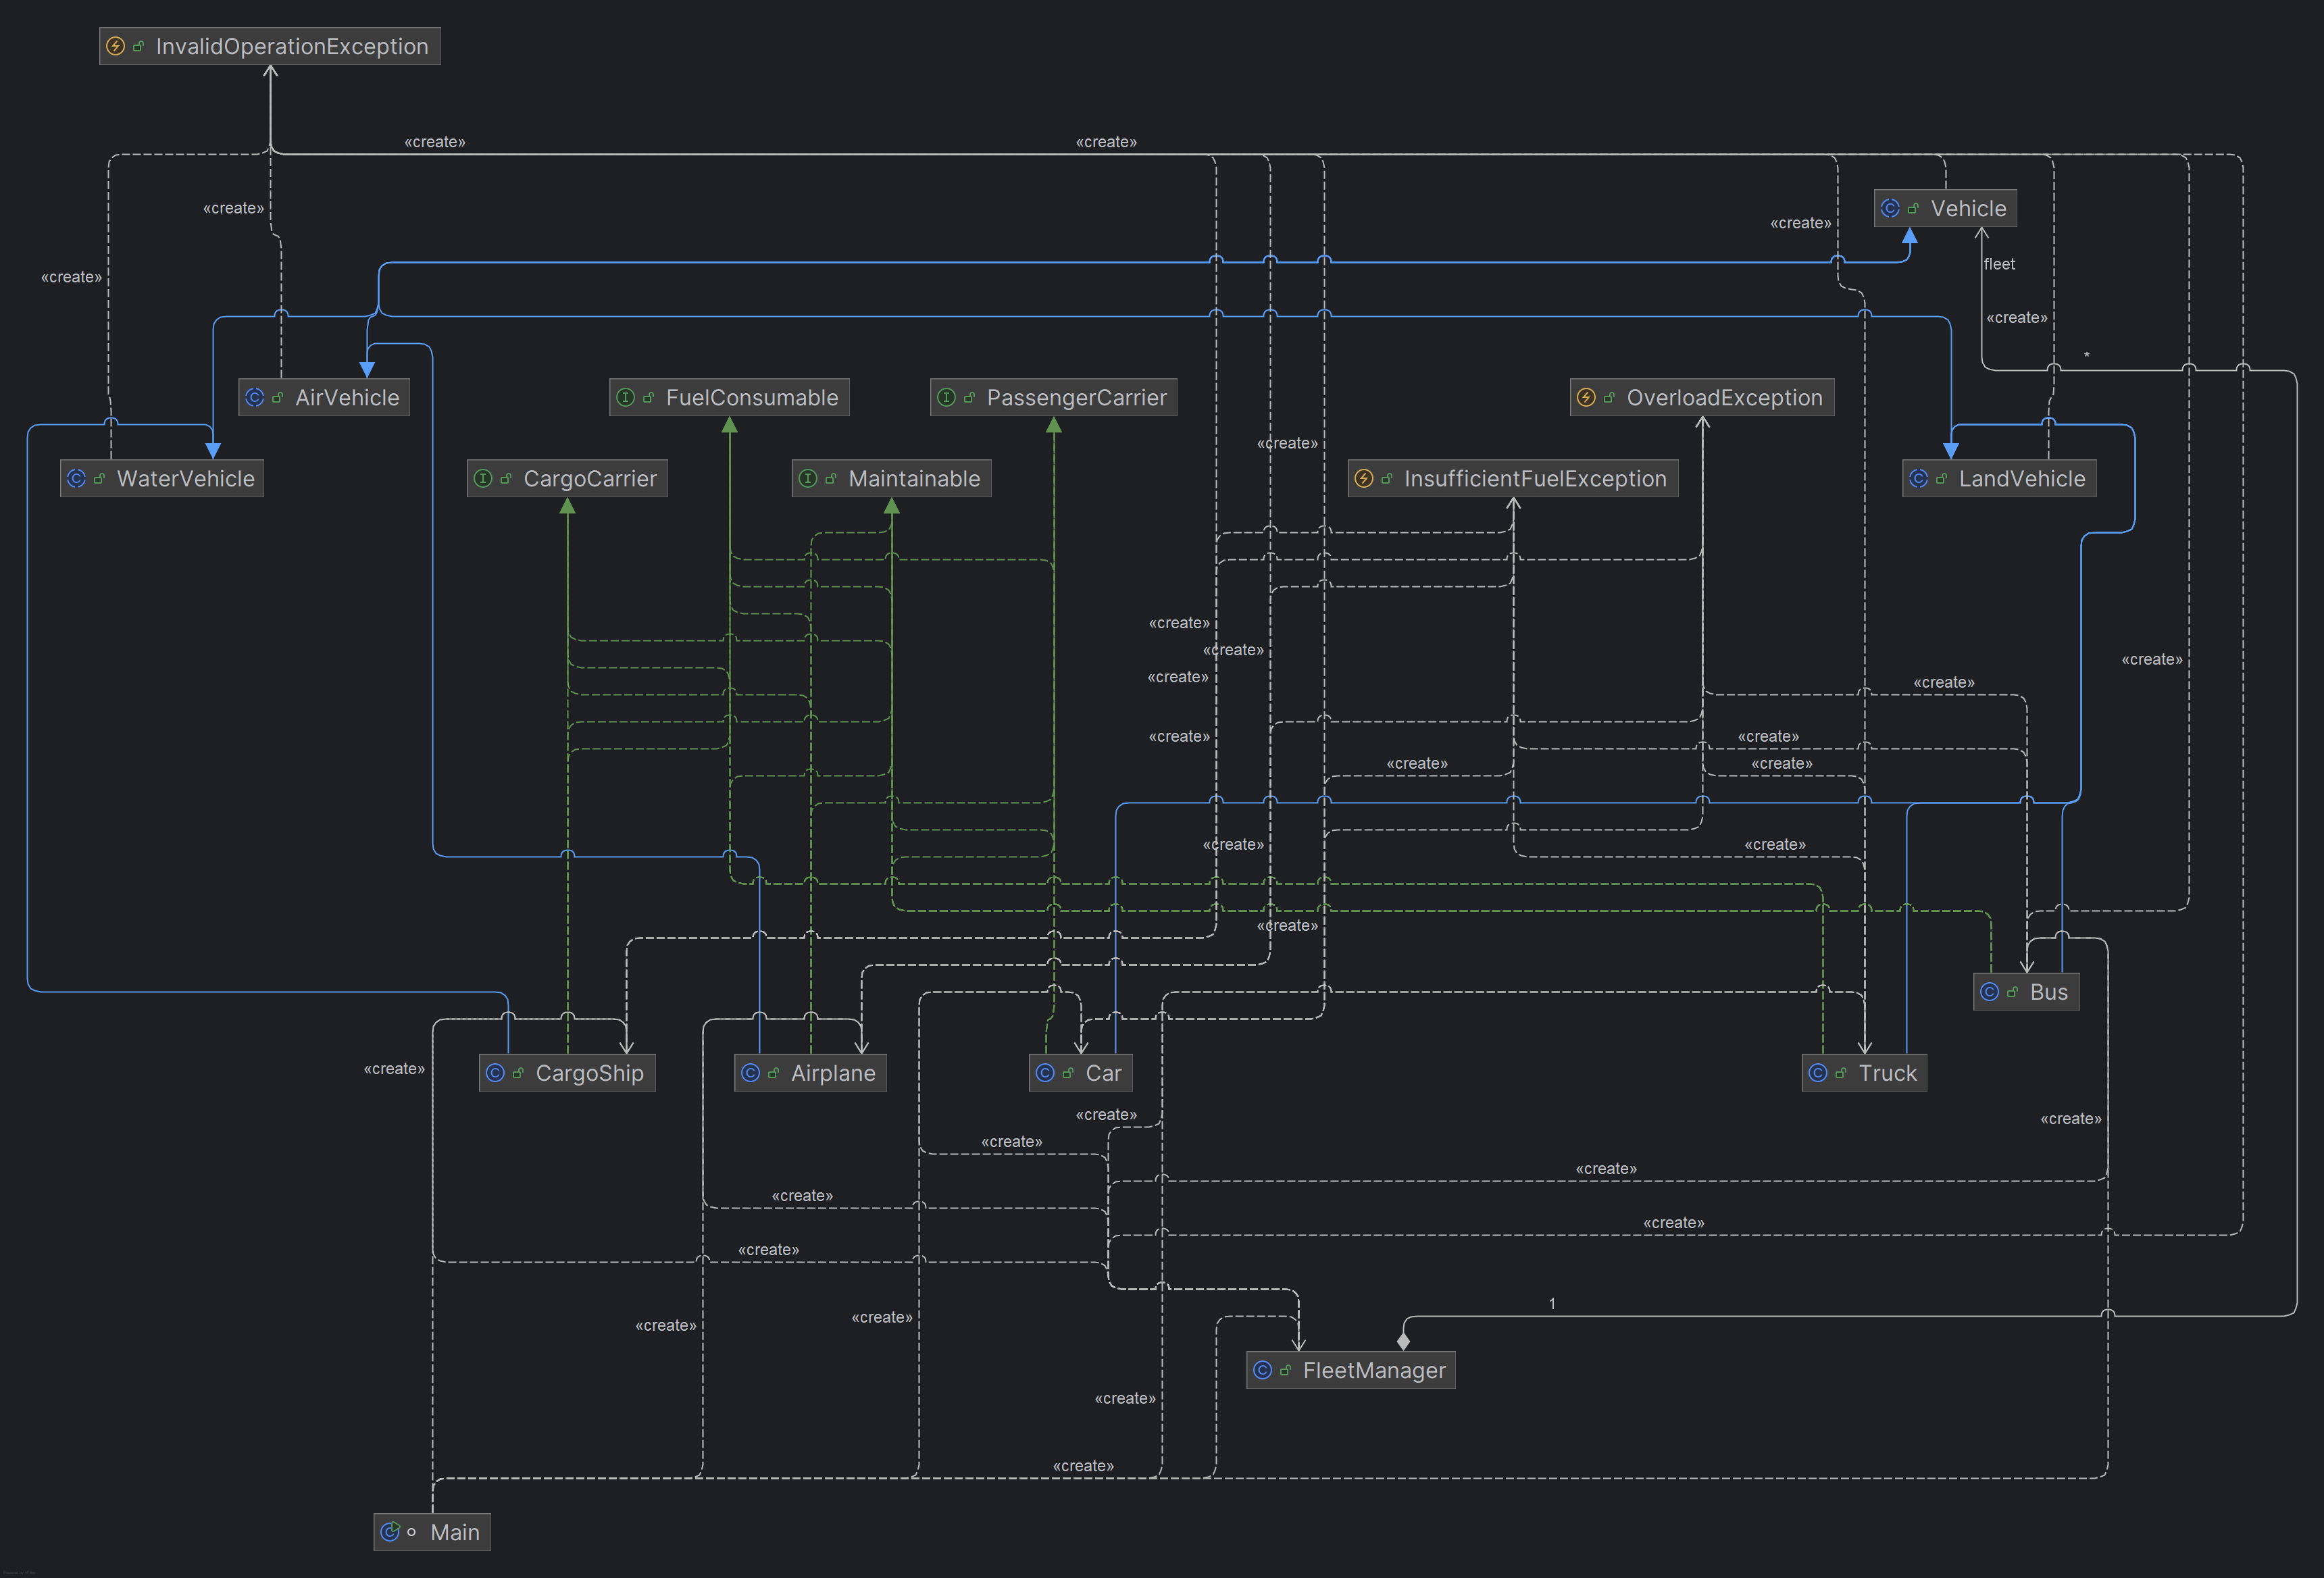 InvalidOperationException
«create»
«create»
«create»
Vehicle
«create»
fleet
«create»
«create»
*
AirVehicle
FuelConsumable
PassengerCarrier
OverloadException
«create»
WaterVehicle
CargoCarrier
Maintainable
InsufficientFuelException
LandVehicle
«create»
«create»
«create»
«create»
«create»
«create»
«create»
«create»
«create»
«create»
«create»
«create»
Bus
«create»
CargoShip
Airplane
Car
Truck
«create»
«create»
«create»
«create»
«create»
«create»
«create»
1
«create»
«create»
FleetManager
«create»
«create»
Main